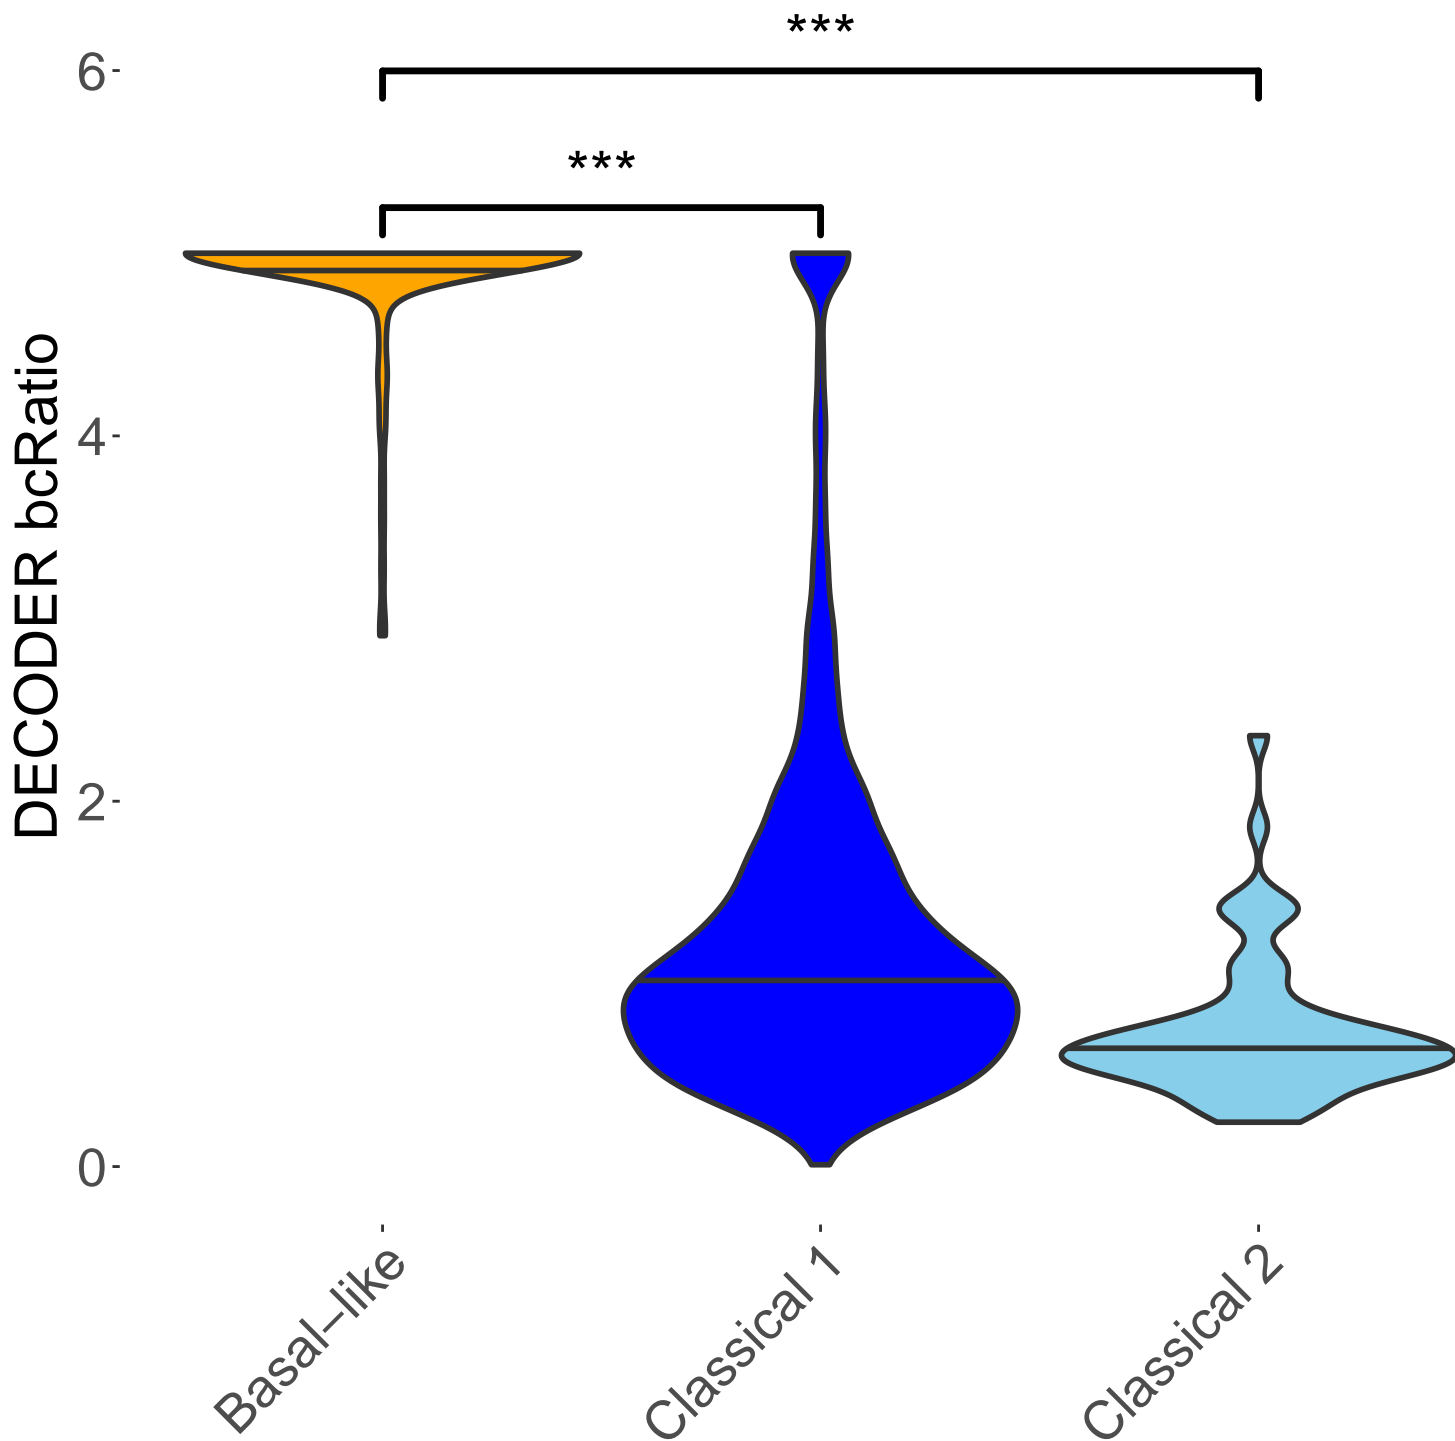 ***
6
***
4
2
0
DECODER bcRatio
Basal−like
Classical 1
Classical 2